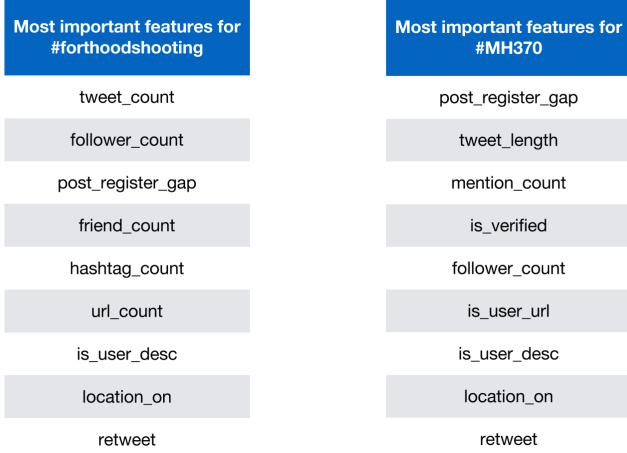 Most important features for
#forthoodshooting
tweet_count
follower_count
post_register_gap
friend_count
hashtag_count
url_count
is_user_desc
location_on
retweet
Most important features for
#MH370
post_register_gap
tweet_length
mention_count
is_verified
follower_count
is_user_url
is_user_desc
location_on
retweet